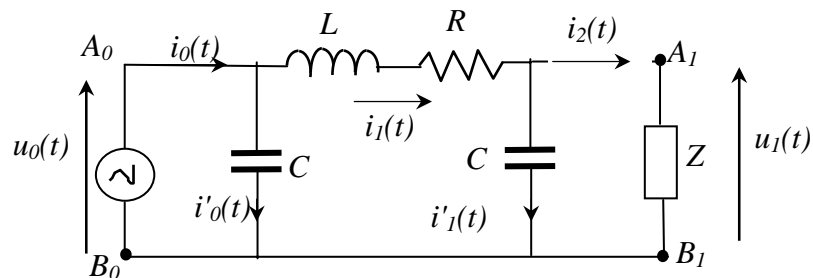 L R
A0 i0(t) i2(t) A1
i1(t)
u0(t) C C Z u1(t)
i'0(t) i'1(t)
B0 B1